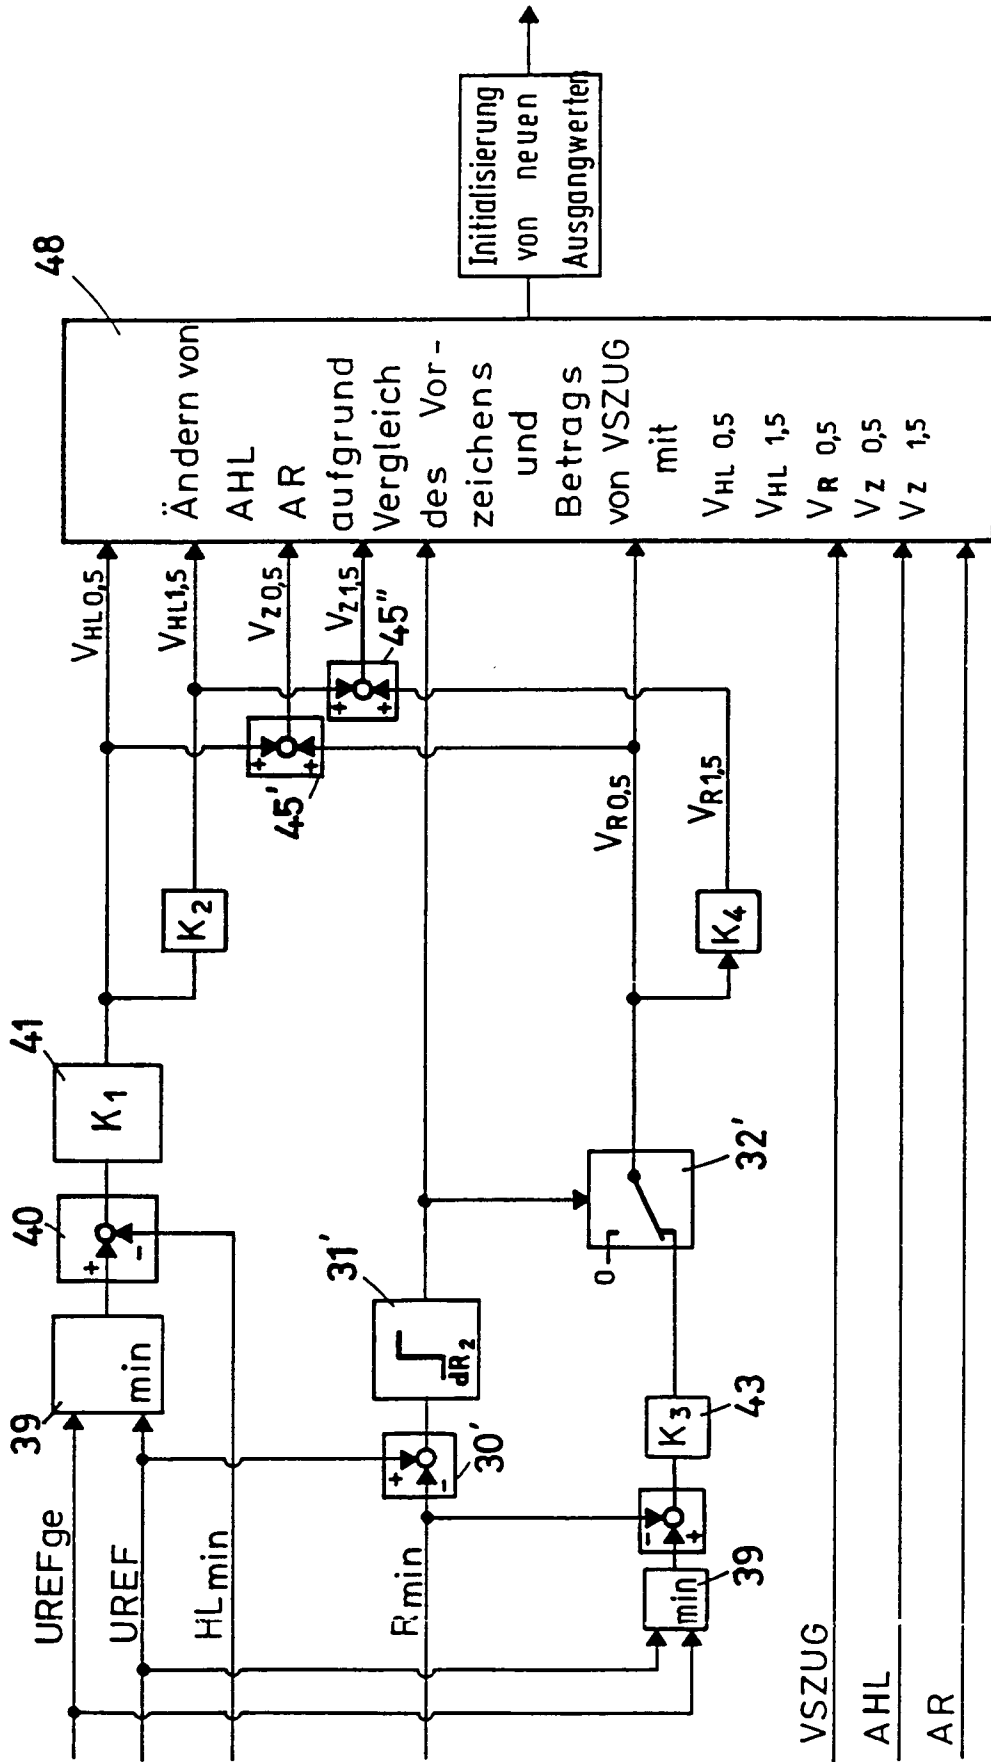 UREFge
UREF
HLmin
Rmin
VSZUG
AHL
AR
39
min
+
-
40
K1
41
K2
VHL0,5
VHL1,5
VZ0,5
VZ1,5
+
+
45'
+
+
45"
+
-
30'
dR2
31'
0
32'
39
min
-
+
K3
43
VR0,5
K4
VR1,5
48
Ändern von
AHL
AR
aufgrund
Vergleich
des Vor-
zeichens
und
Betrags
von VSZUG
mit
VHL 0,5
VHL 1,5
VR 0,5
VZ 0,5
VZ 1,5
Initialisierung
von neuen
Ausgangwerten